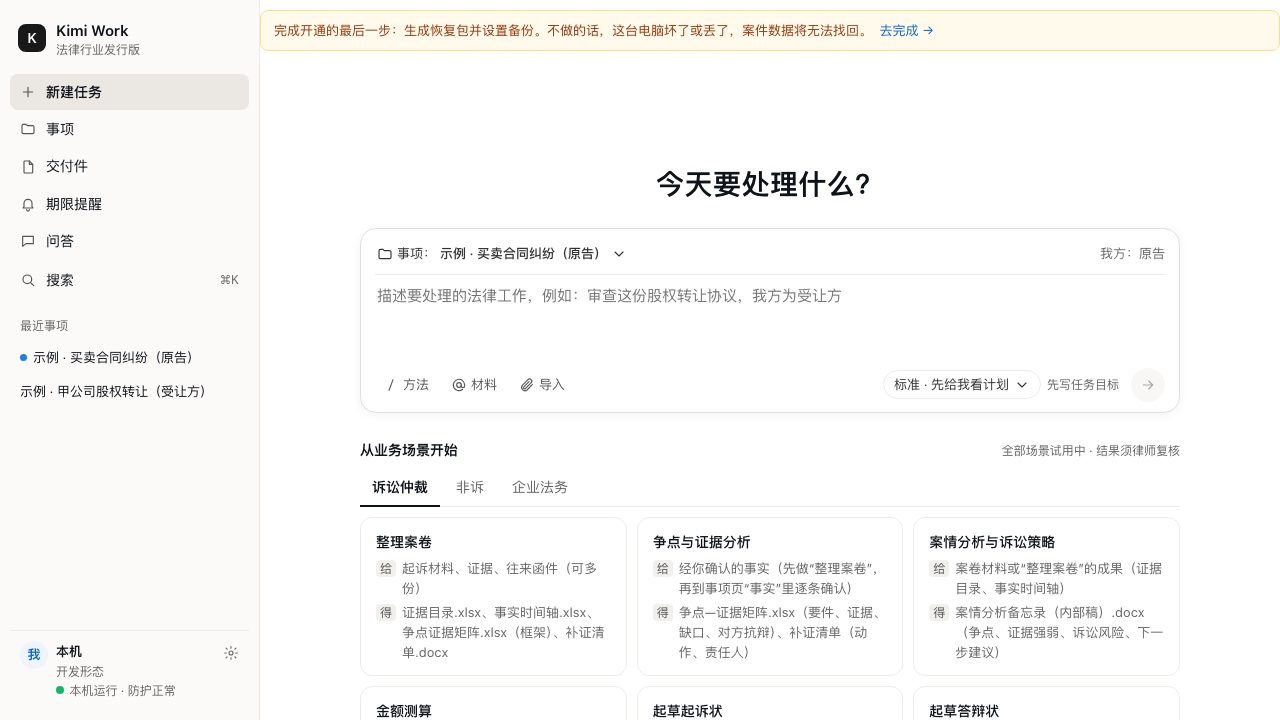 K
Kimi Work
法律行业发行版
新建任务
事项
交付件
期限提醒
问答
搜索 ⌘K
最近事项
示例 · 买卖合同纠纷（原告）
示例 · 甲公司股权转让（受让方）
我
本机
开发形态
本机运行 · 防护正常
完成开通的最后一步：生成恢复包并设置备份。不做的话，这台电脑坏了或丢了，案件数据将无法找回。 去完成 →
今天要处理什么?
事项： 示例 · 买卖合同纠纷（原告） 我方：原告
描述要处理的法律工作，例如：审查这份股权转让协议，我方为受让方
/ 方法 @ 材料 导入 标准 · 先给我看计划 先写任务目标 →
从业务场景开始 全部场景试用中 · 结果须律师复核
诉讼仲裁 非诉 企业法务
整理案卷
给 起诉材料、证据、往来函件（可多
份）
得 证据目录.xlsx、事实时间轴.xlsx、
争点证据矩阵.xlsx（框架）、补证清
单.docx
争点与证据分析
给 经你确认的事实（先做“整理案卷”，
再到事项页“事实”里逐条确认）
得 争点—证据矩阵.xlsx（要件、证据、
缺口、对方抗辩）、补证清单（动
作、责任人）
案情分析与诉讼策略
给 案卷材料或“整理案卷”的成果（证据
目录、事实时间轴）
得 案情分析备忘录（内部稿）.docx
（争点、证据强弱、诉讼风险、下一
步建议）
金额测算
起草起诉状
起草答辩状